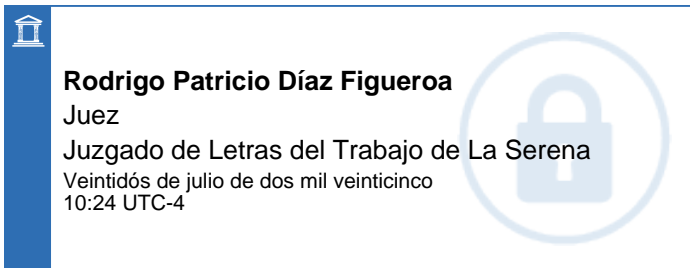 Rodrigo Patricio Díaz Figueroa
Juez
Juzgado de Letras del Trabajo de La Serena
Veintidós de julio de dos mil veinticinco
10:24 UTC-4